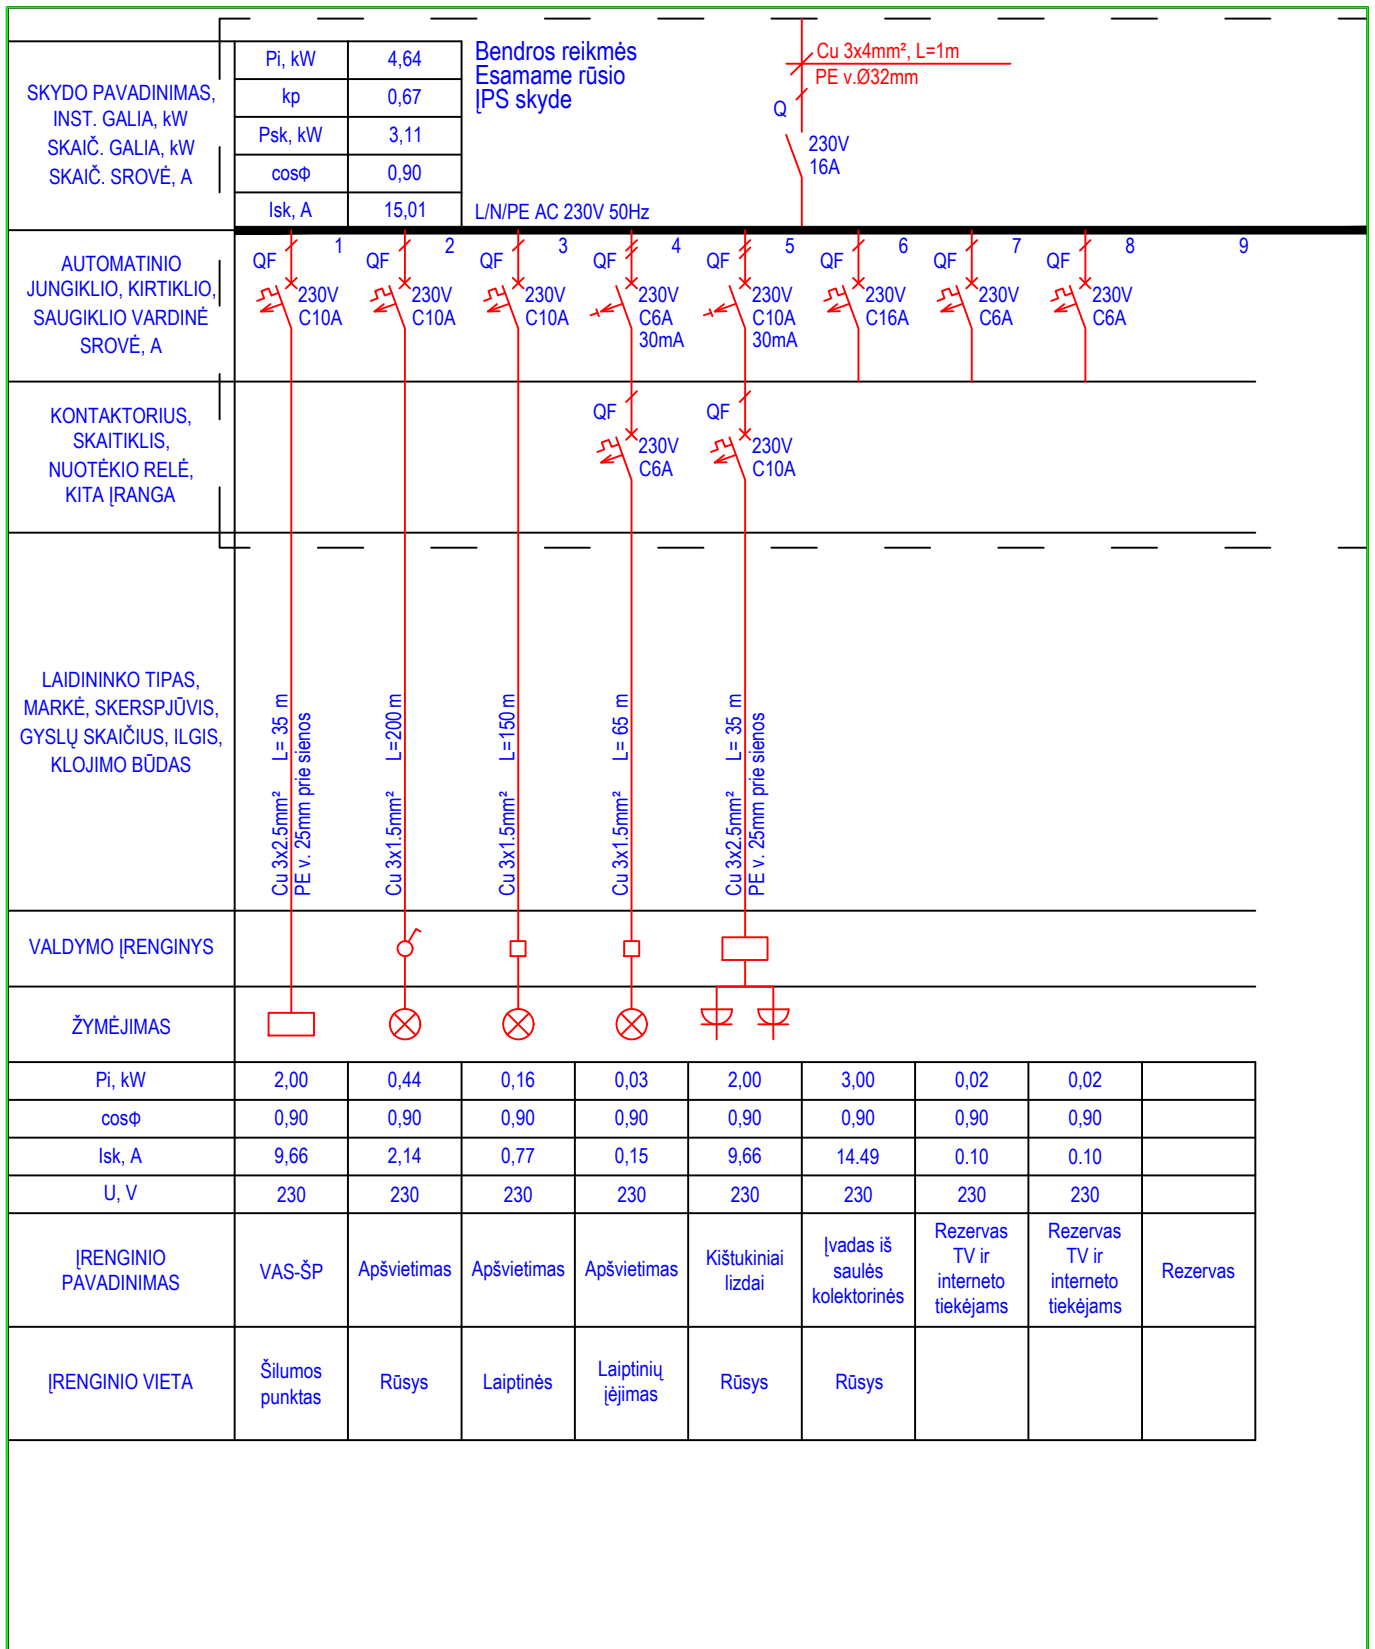 SKYDO PAVADINIMAS,
INST. GALIA, kW
SKAIČ. GALIA, kW
SKAIČ. SROVĖ, A
Pi, kW 4,64
kp 0,67
Psk, kW 3,11
cosΦ 0,90
Isk, A 15,01
Bendros reikmės
Esamame rūsio
ĮPS skyde
L/N/PE AC 230V 50Hz
Cu 3x4mm², L=1m
PE v.Ø32mm
Q
230V
16A
AUTOMATINIO
JUNGIKLIO, KIRTIKLIO,
SAUGIKLIO VARDINĖ
SROVĖ, A
1 2 3 4 5 6 7 8 9
QF QF QF QF QF QF QF QF
230V 230V 230V 230V 230V 230V 230V 230V
C10A C10A C10A C6A C10A C16A C6A C6A
30mA 30mA
KONTAKTORIUS,
SKAITIKLIS,
NUOTĖKIO RELĖ,
KITA ĮRANGA
QF QF
230V 230V
C6A C10A
LAIDININKO TIPAS,
MARKĖ, SKERSPJŪVIS,
GYSLŲ SKAIČIUS, ILGIS,
KLOJIMO BŪDAS
Cu 3x2.5mm² L= 35 m
PE v. 25mm prie sienos
Cu 3x1.5mm² L=200 m
Cu 3x1.5mm² L=150 m
Cu 3x1.5mm² L= 65 m
Cu 3x2.5mm² L= 35 m
PE v. 25mm prie sienos
VALDYMO ĮRENGINYS
ŽYMĖJIMAS
Pi, kW 2,00 0,44 0,16 0,03 2,00 3,00 0,02 0,02
cosΦ 0,90 0,90 0,90 0,90 0,90 0,90 0,90 0,90
Isk, A 9,66 2,14 0,77 0,15 9,66 14.49 0.10 0.10
U, V 230 230 230 230 230 230 230 230
ĮRENGINIO
PAVADINIMAS
VAS-ŠP
Apšvietimas
Apšvietimas
Apšvietimas
Kištukiniai
lizdai
Įvadas iš
saulės
kolektorinės
Rezervas
TV ir
interneto
tiekėjams
Rezervas
TV ir
interneto
tiekėjams
Rezervas
ĮRENGINIO VIETA
Šilumos
punktas
Rūsys
Laiptinės
Laiptinių
įėjimas
Rūsys
Rūsys